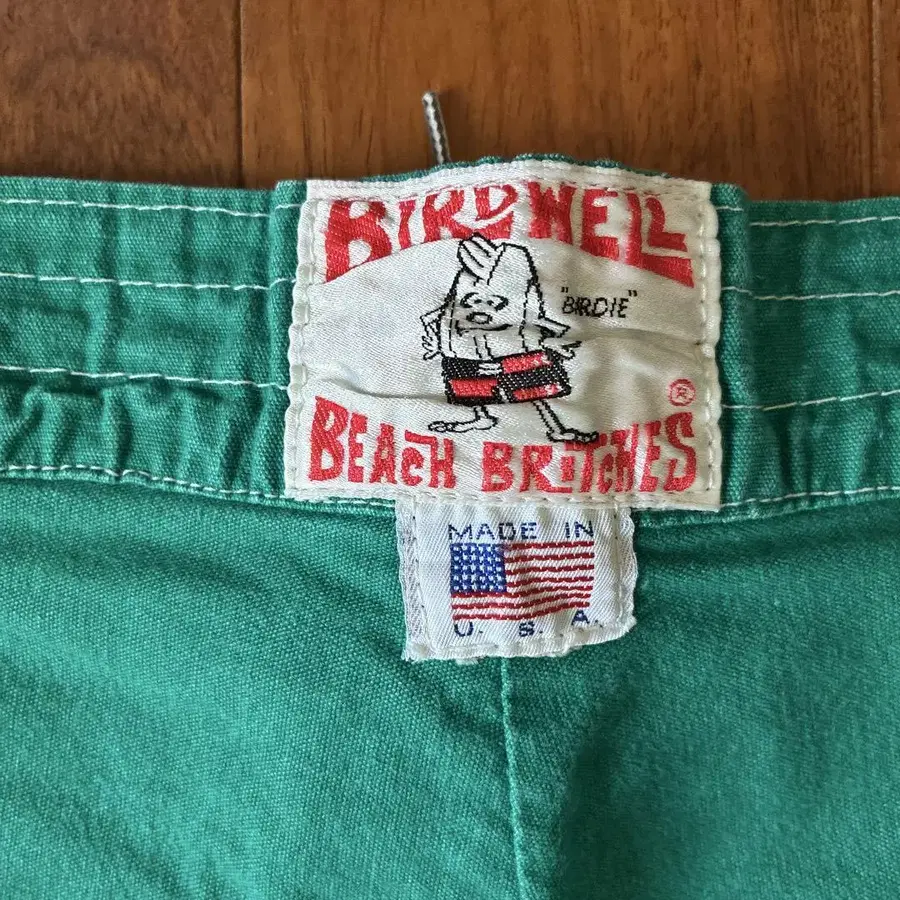 BIRDWELL
"BIRDIE"
®
BEACH BRITCHES
MADE IN
U. S. A.